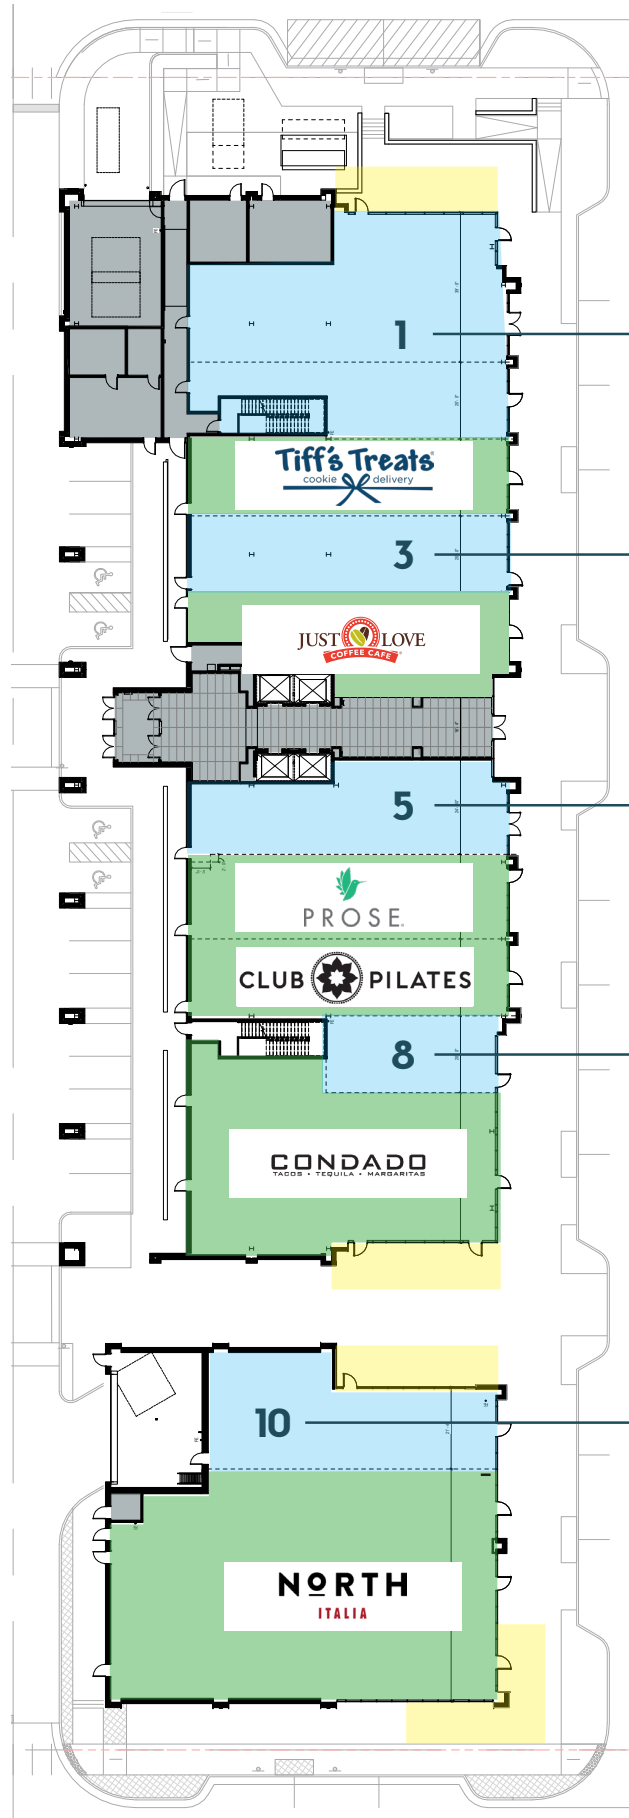 1
Tiff's Treats
cookie delivery
3
JUST LOVE
COFFEE CAFE
5
PROSE
CLUB PILATES
8
CONDADO
TACOS • TEQUILA • MARGARITAS
10
NORTH
ITALIA